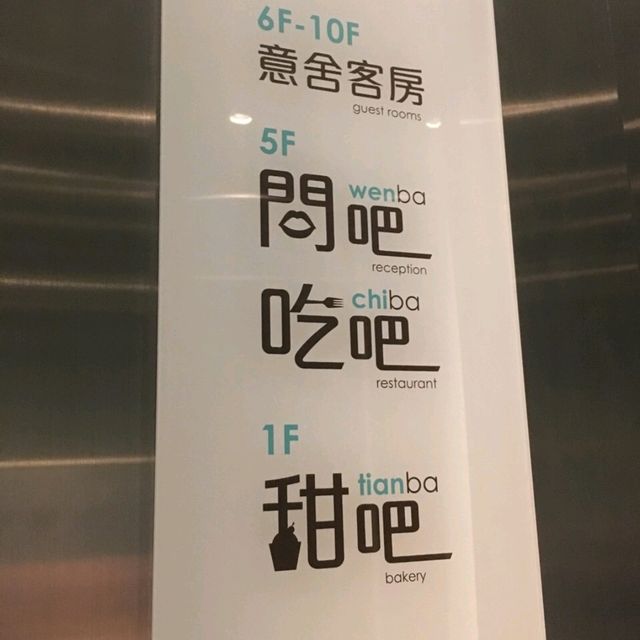 6F-10F
意舍客房
guest rooms
5F
問吧 wenba
reception
吃吧 chiba
restaurant
1F
甜吧 tianba
bakery